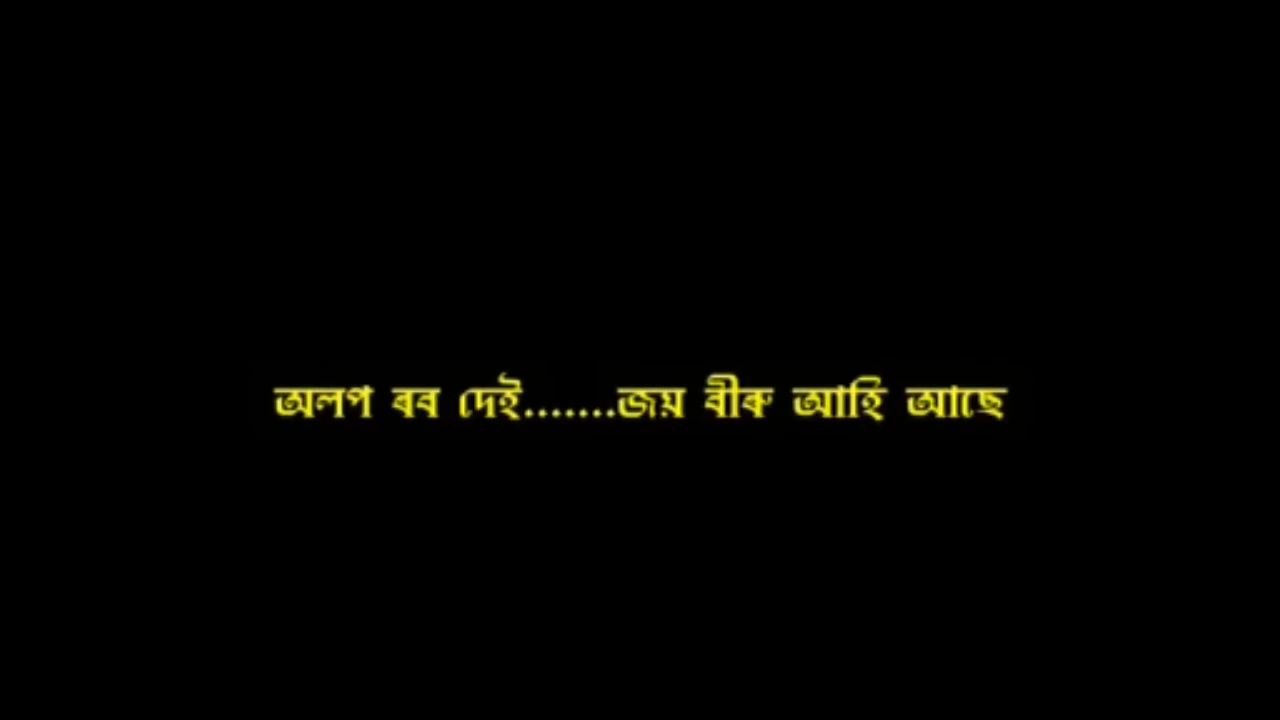 অলপ ৰব দেই.......জয় বীৰু আহি আছে